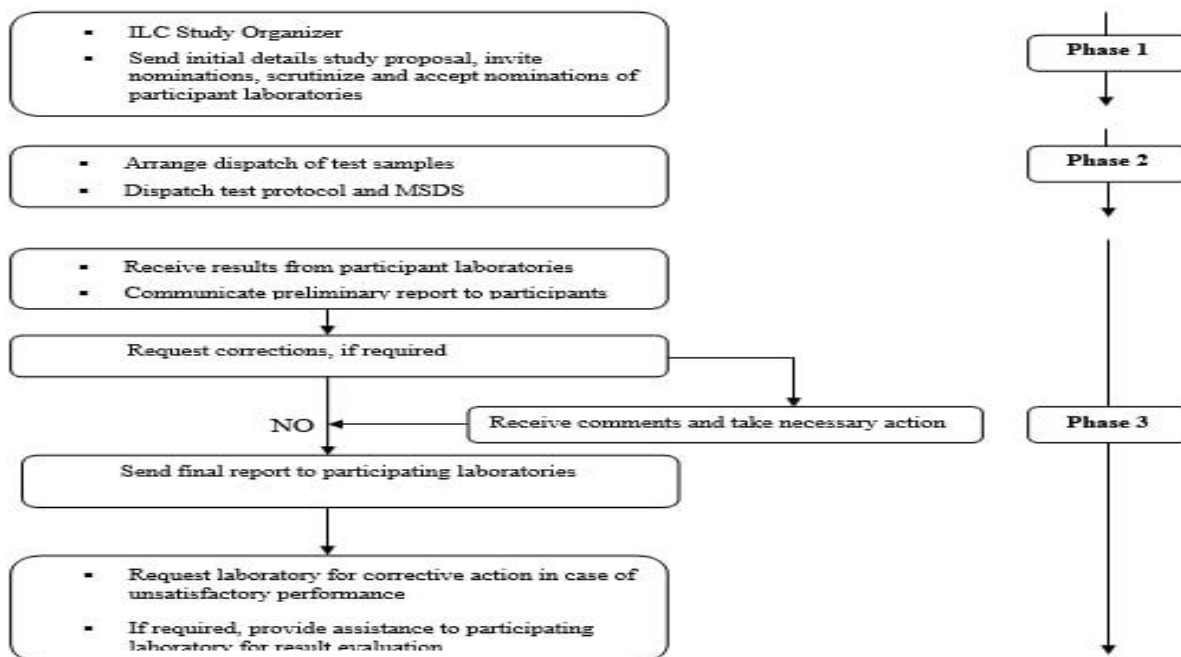 ▪ ILC Study Organizer
▪ Send initial details study proposal, invite
nominations, scrutinize and accept nominations of
participant laboratories
Phase 1
▪ Arrange dispatch of test samples
▪ Dispatch test protocol and MSDS
Phase 2
▪ Receive results from participant laboratories
▪ Communicate preliminary report to participants
Request corrections, if required
NO
Receive comments and take necessary action
Phase 3
Send final report to participating laboratories
▪ Request laboratory for corrective action in case of
unsatisfactory performance
▪ If required, provide assistance to participating
laboratory for result evaluation